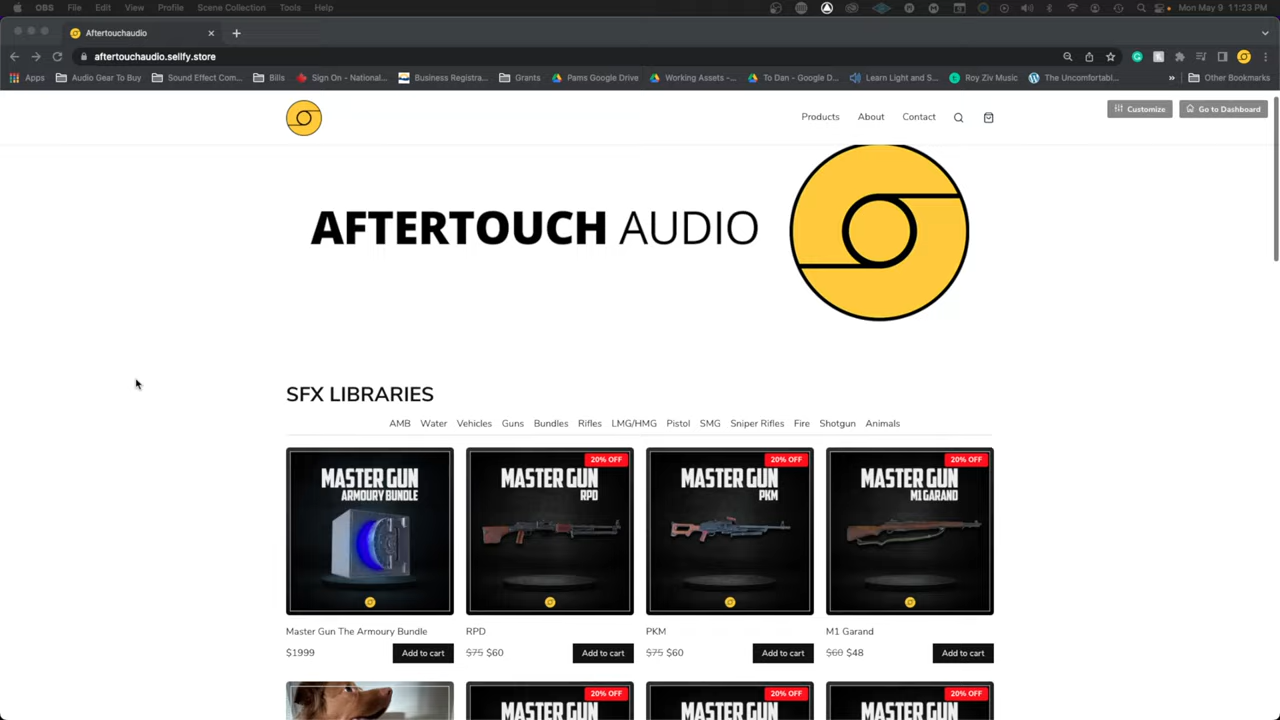 OBS File Edit View Profile Scene Collection Tools Help
Mon May 9 11:23 PM
Aftertouchaudio
aftertouchaudio.sellfy.store
Apps Audio Gear To Buy Sound Effect Com... Bills Sign On - National... Business Registra... Grants Pams Google Drive Working Assets -... To Dan - Google D... Learn Light and S... Roy Ziv Music The Uncomfortabl... » Other Bookmarks
Products About Contact
Customize Go to Dashboard
AFTERTOUCH AUDIO
SFX LIBRARIES
AMB Water Vehicles Guns Bundles Rifles LMG/HMG Pistol SMG Sniper Rifles Fire Shotgun Animals
MASTER GUN
ARMOURY BUNDLE
20% OFF
MASTER GUN
RPD
20% OFF
MASTER GUN
PKM
20% OFF
MASTER GUN
M1 GARAND
Master Gun The Armoury Bundle
$1999 Add to cart
RPD
$75 $60 Add to cart
PKM
$75 $60 Add to cart
M1 Garand
$60 $48 Add to cart
20% OFF
MASTER GUN
20% OFF
MASTER GUN
20% OFF
MASTER GUN